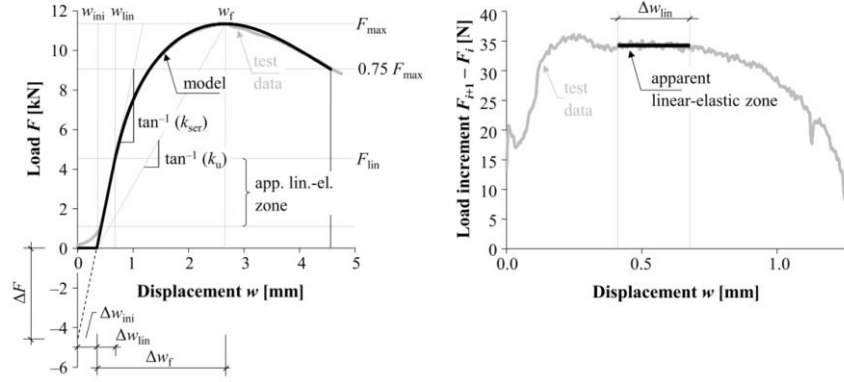 w_ini w_lin w_f
12
10
8
6
4
2
0
−2
−4
−6
Load F [kN]
F_max
test
data
model
0.75 F_max
tan⁻¹ (k_ser)
tan⁻¹ (k_u)
F_lin
app. lin.-el.
zone
0 1 2 3 4 5
Displacement w [mm]
ΔF
Δw_ini
Δw_lin
Δw_f
Δw_lin
40
35
30
25
20
15
10
5
0
Load increment F_{i+1} − F_i [N]
test
data
apparent
linear-elastic zone
0.0 0.5 1.0
Displacement w [mm]